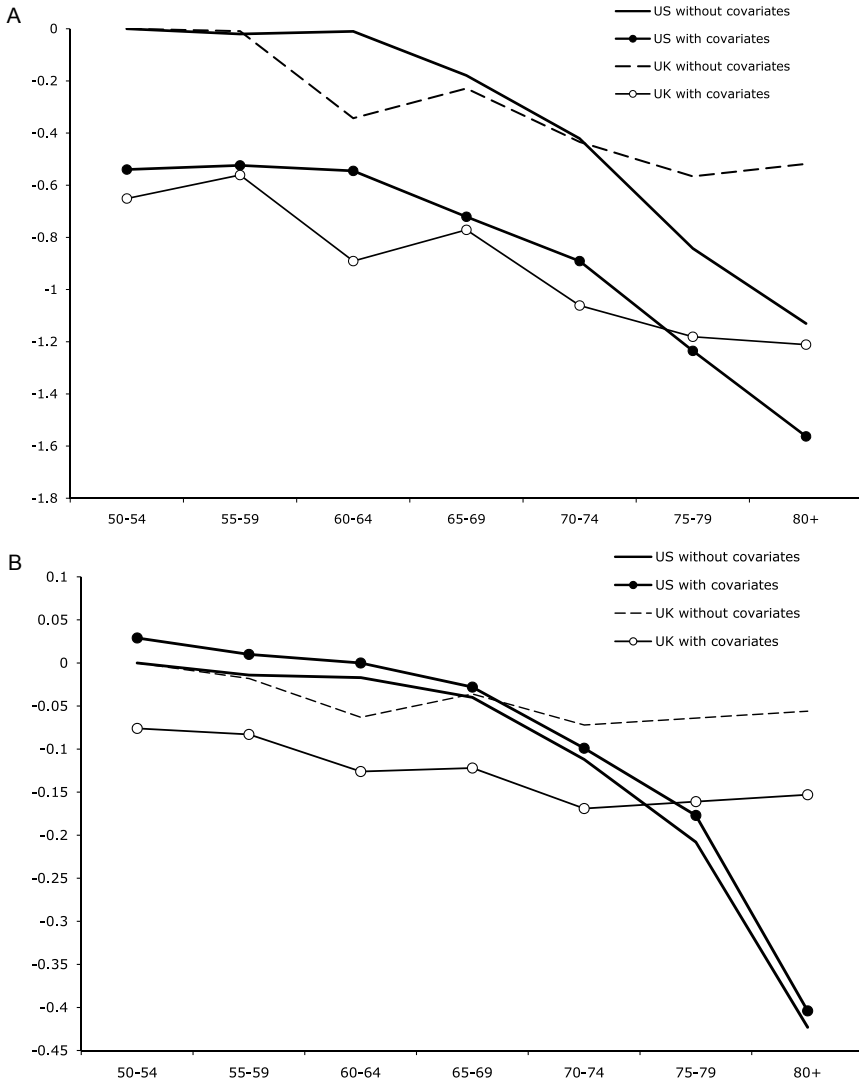 A
US without covariates
US with covariates
UK without covariates
UK with covariates
0
-0.2
-0.4
-0.6
-0.8
-1
-1.2
-1.4
-1.6
-1.8
50-54 55-59 60-64 65-69 70-74 75-79 80+
B
US without covariates
US with covariates
UK without covariates
UK with covariates
0.1
0.05
0
-0.05
-0.1
-0.15
-0.2
-0.25
-0.3
-0.35
-0.4
-0.45
50-54 55-59 60-64 65-69 70-74 75-79 80+